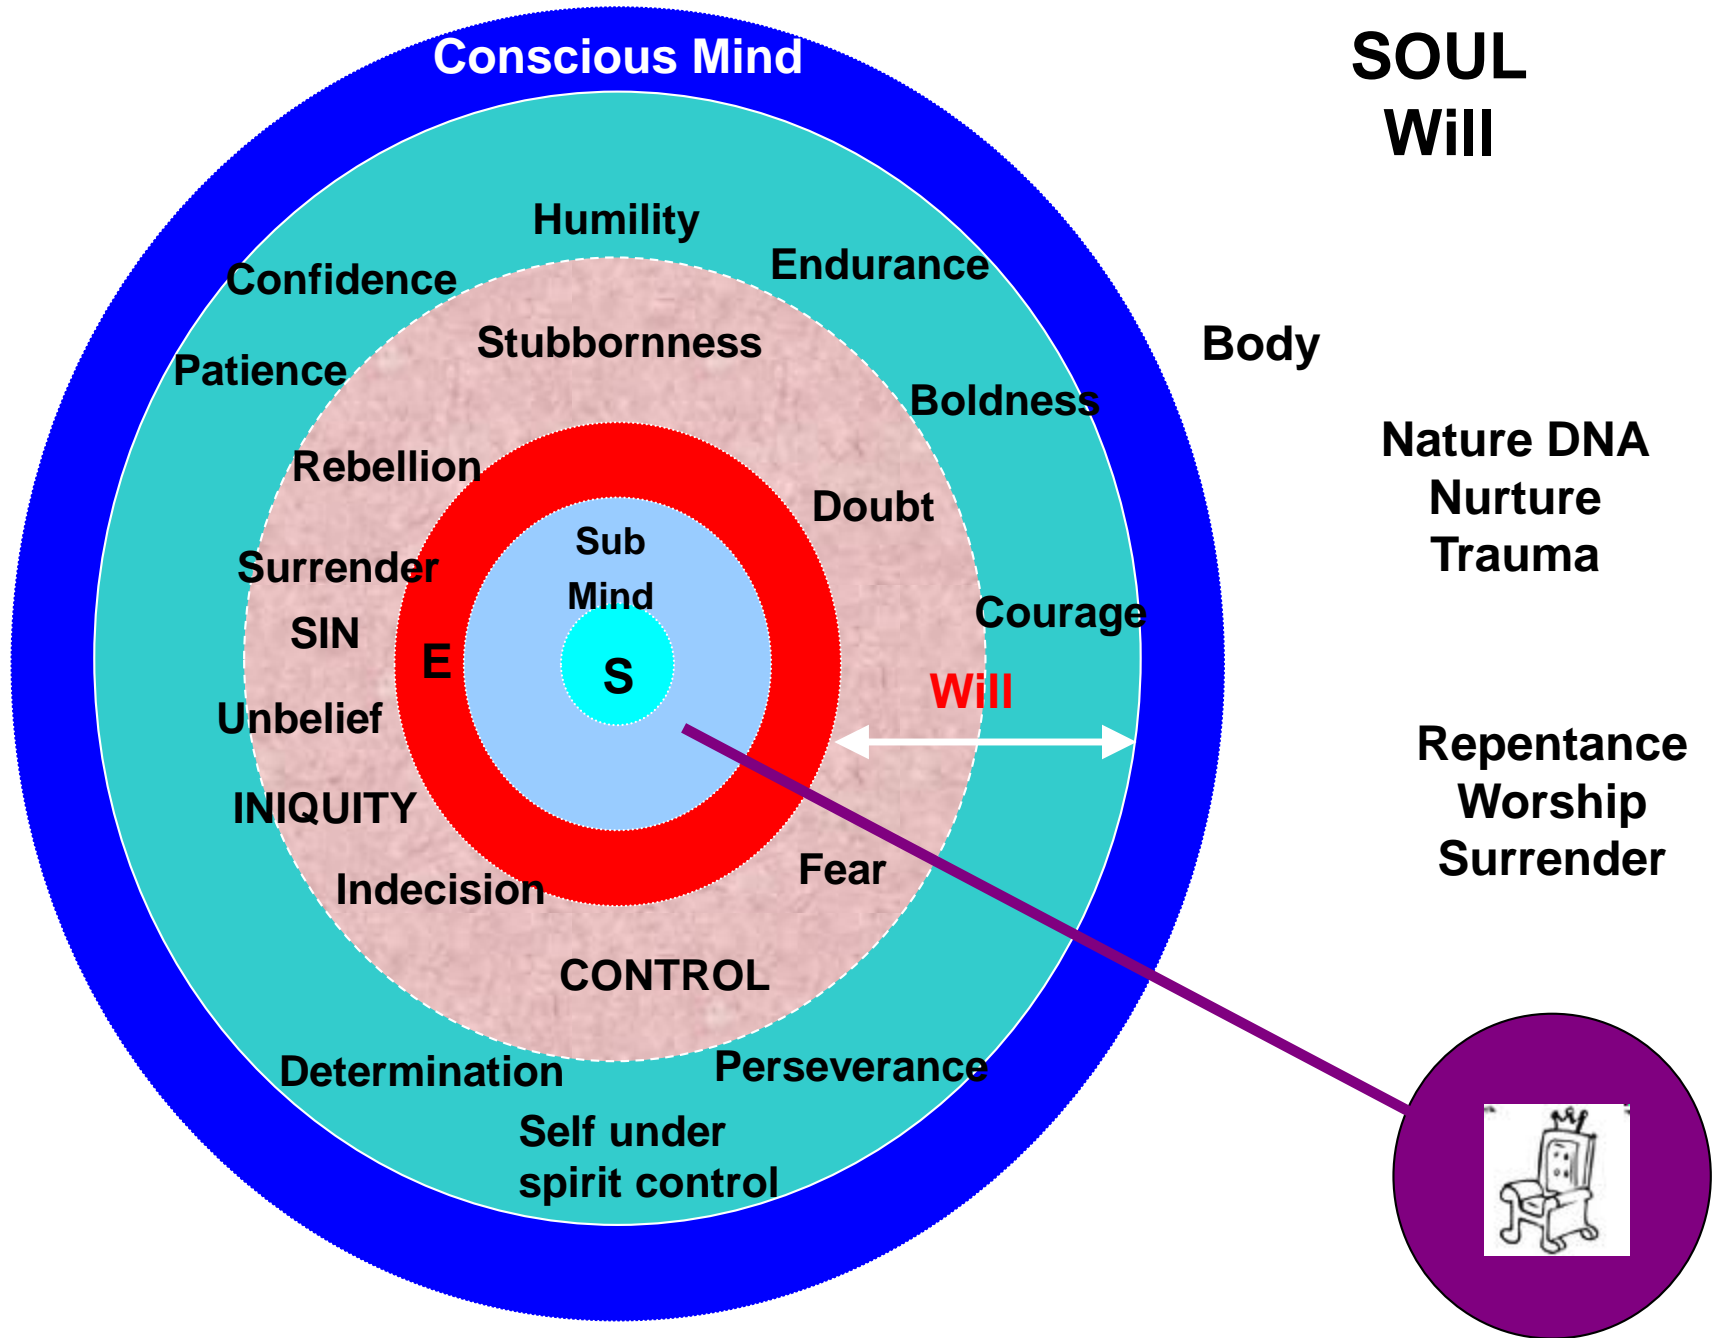 Conscious Mind
SOUL
Will
Humility
Endurance
Confidence
Stubbornness
Body
Patience
Boldness
Nature DNA
Nurture
Trauma
Rebellion
Doubt
Sub
Mind
Surrender
Courage
SIN
E
S
Will
Unbelief
Repentance
Worship
Surrender
INIQUITY
Fear
Indecision
CONTROL
Determination
Perseverance
Self under
spirit control